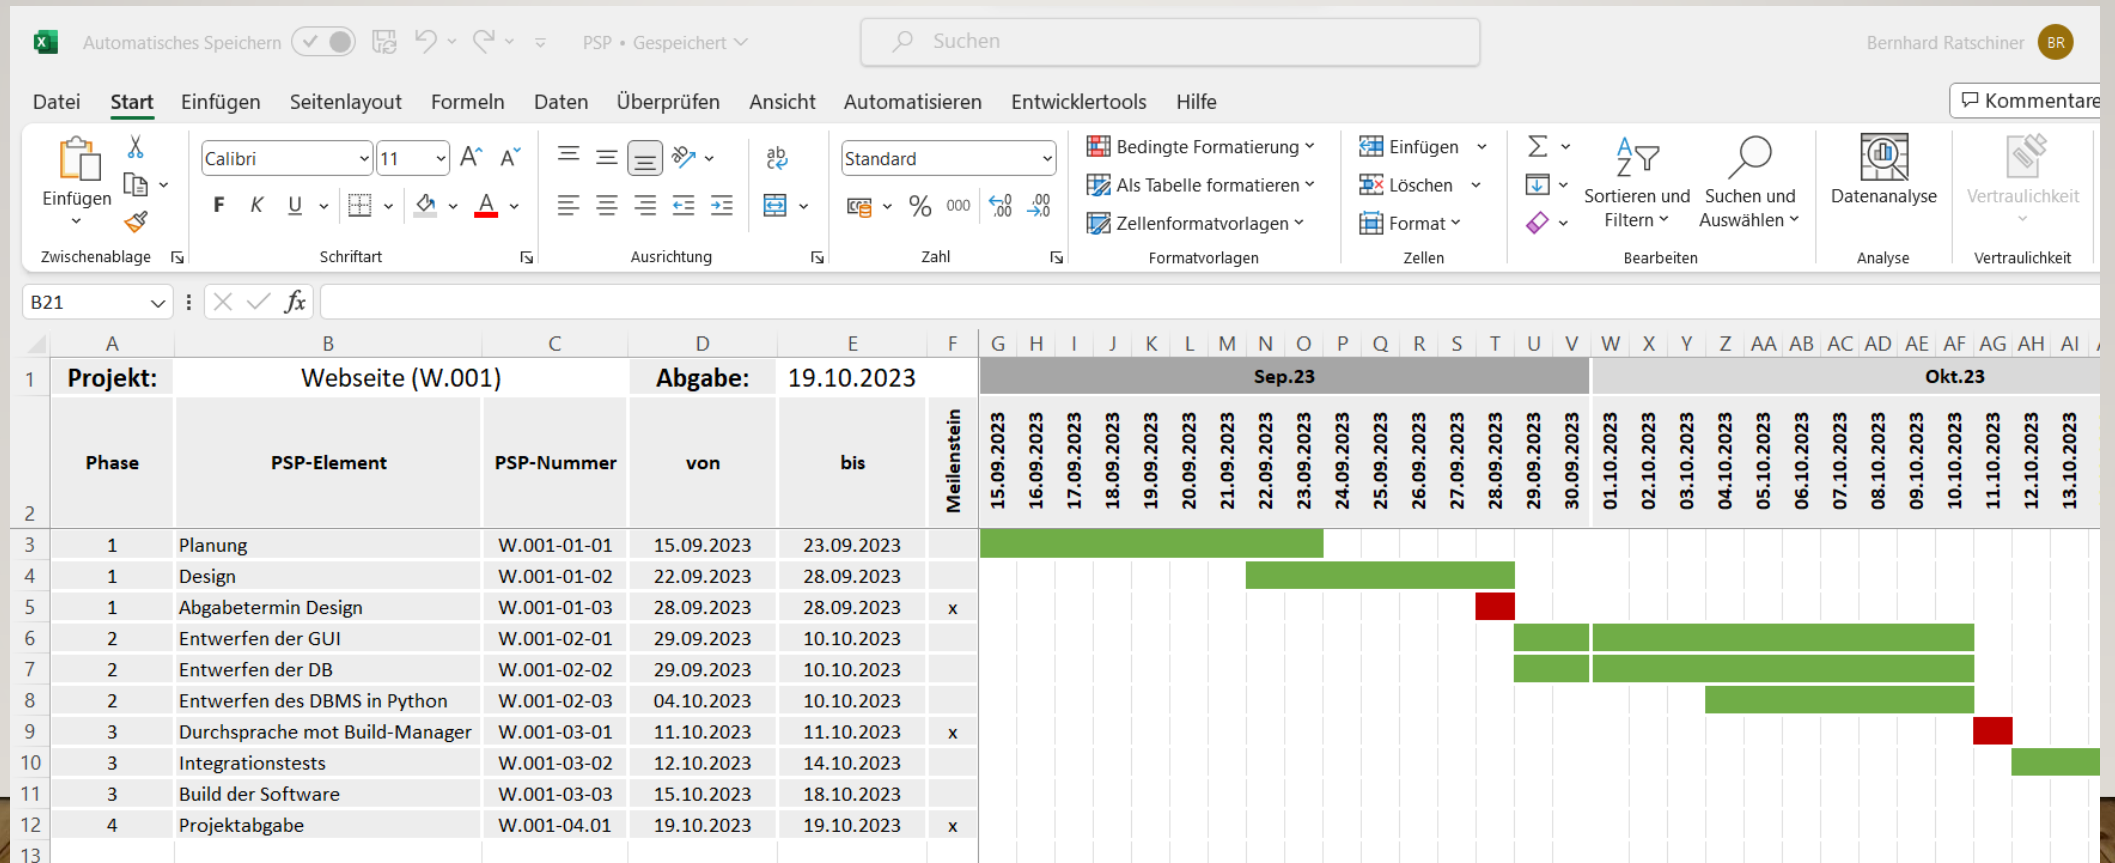 Automatisches Speichern PSP • Gespeichert Suchen Bernhard Ratschiner BR
Datei Start Einfügen Seitenlayout Formeln Daten Überprüfen Ansicht Automatisieren Entwicklertools Hilfe Kommentare
Einfügen
Zwischenablage
Calibri 11
F K U
Schriftart
Ausrichtung
Standard
% 000
Zahl
Bedingte Formatierung
Als Tabelle formatieren
Zellenformatvorlagen
Formatvorlagen
Einfügen
Löschen
Format
Zellen
Sortieren und Filtern
Suchen und Auswählen
Bearbeiten
Datenanalyse
Analyse
Vertraulichkeit
Vertraulichkeit
B21 fx
A B C D E F G H I J K L M N O P Q R S T U V W X Y Z AA AB AC AD AE AF AG AH AI
1 Projekt: Webseite (W.001) Abgabe: 19.10.2023 Sep.23 Okt.23
2 Phase PSP-Element PSP-Nummer von bis Meilenstein 15.09.2023 16.09.2023 17.09.2023 18.09.2023 19.09.2023 20.09.2023 21.09.2023 22.09.2023 23.09.2023 24.09.2023 25.09.2023 26.09.2023 27.09.2023 28.09.2023 29.09.2023 30.09.2023 01.10.2023 02.10.2023 03.10.2023 04.10.2023 05.10.2023 06.10.2023 07.10.2023 08.10.2023 09.10.2023 10.10.2023 11.10.2023 12.10.2023 13.10.2023
3 1 Planung W.001-01-01 15.09.2023 23.09.2023
4 1 Design W.001-01-02 22.09.2023 28.09.2023
5 1 Abgabetermin Design W.001-01-03 28.09.2023 28.09.2023 x
6 2 Entwerfen der GUI W.001-02-01 29.09.2023 10.10.2023
7 2 Entwerfen der DB W.001-02-02 29.09.2023 10.10.2023
8 2 Entwerfen des DBMS in Python W.001-02-03 04.10.2023 10.10.2023
9 3 Durchsprache mot Build-Manager W.001-03-01 11.10.2023 11.10.2023 x
10 3 Integrationstests W.001-03-02 12.10.2023 14.10.2023
11 3 Build der Software W.001-03-03 15.10.2023 18.10.2023
12 4 Projektabgabe W.001-04.01 19.10.2023 19.10.2023 x
13